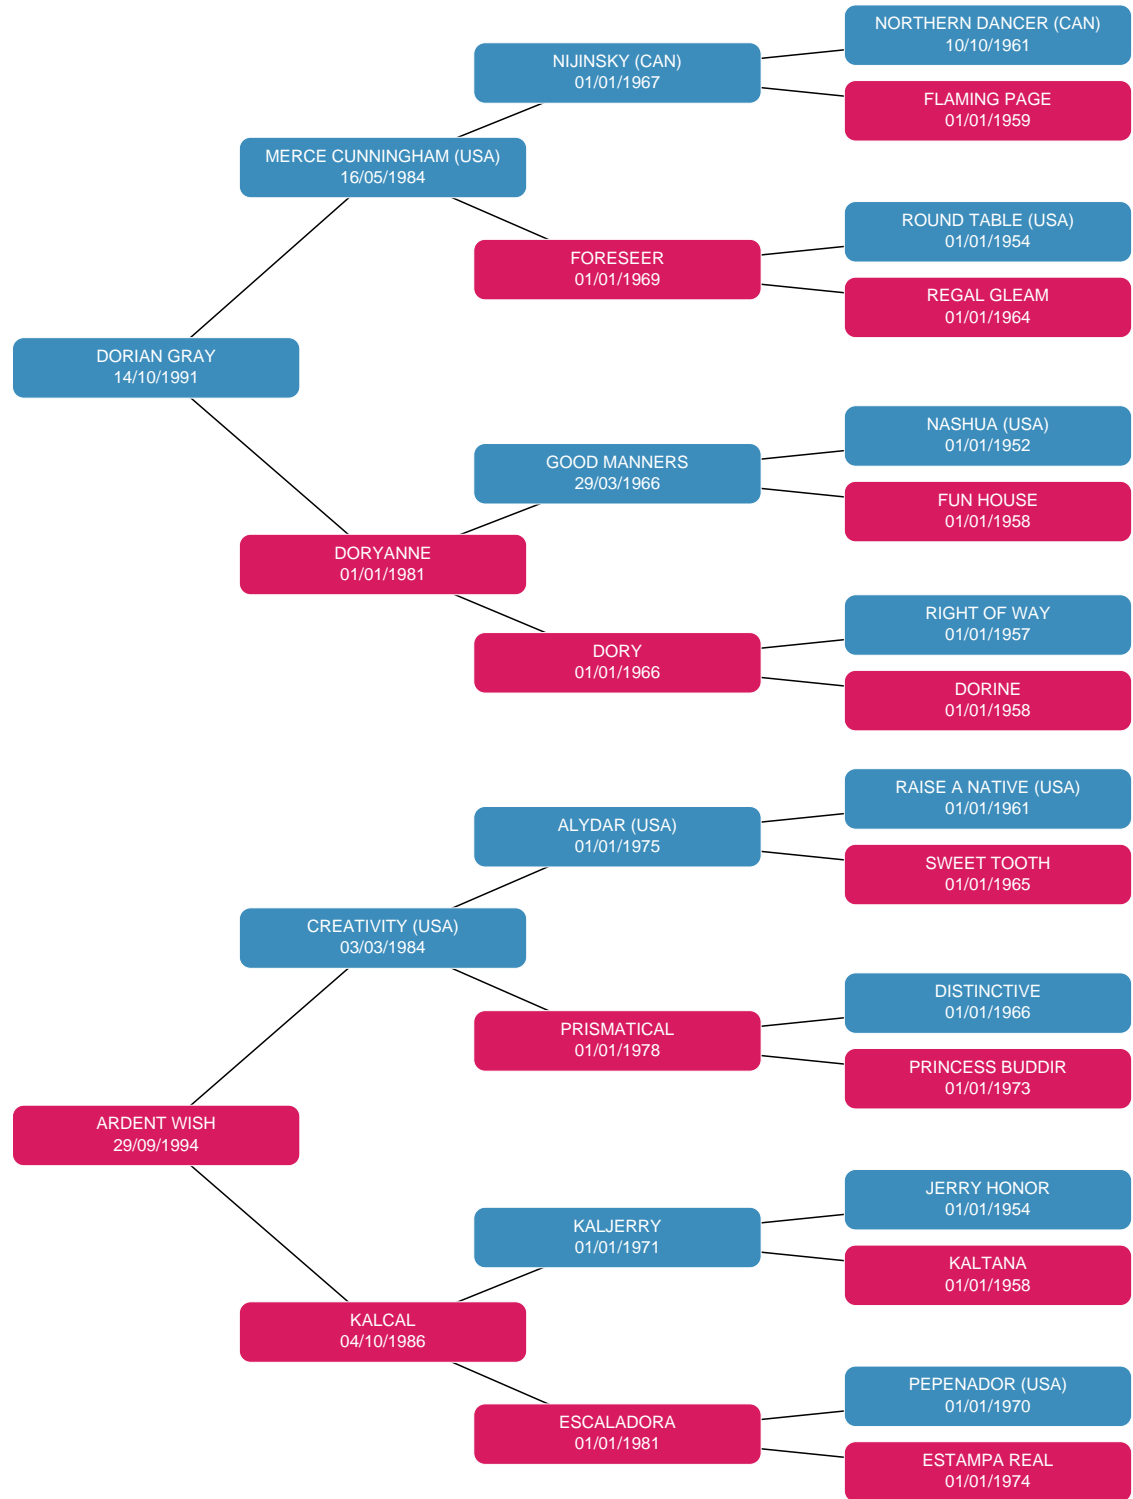 NORTHERN DANCER (CAN)
10/10/1961
NIJINSKY (CAN)
01/01/1967
FLAMING PAGE
01/01/1959
MERCE CUNNINGHAM (USA)
16/05/1984
ROUND TABLE (USA)
01/01/1954
FORESEER
01/01/1969
REGAL GLEAM
01/01/1964
DORIAN GRAY
14/10/1991
NASHUA (USA)
01/01/1952
GOOD MANNERS
29/03/1966
FUN HOUSE
01/01/1958
DORYANNE
01/01/1981
RIGHT OF WAY
01/01/1957
DORY
01/01/1966
DORINE
01/01/1958
RAISE A NATIVE (USA)
01/01/1961
ALYDAR (USA)
01/01/1975
SWEET TOOTH
01/01/1965
CREATIVITY (USA)
03/03/1984
DISTINCTIVE
01/01/1966
PRISMATICAL
01/01/1978
PRINCESS BUDDIR
01/01/1973
ARDENT WISH
29/09/1994
JERRY HONOR
01/01/1954
KALJERRY
01/01/1971
KALTANA
01/01/1958
KALCAL
04/10/1986
PEPENADOR (USA)
01/01/1970
ESCALADORA
01/01/1981
ESTAMPA REAL
01/01/1974